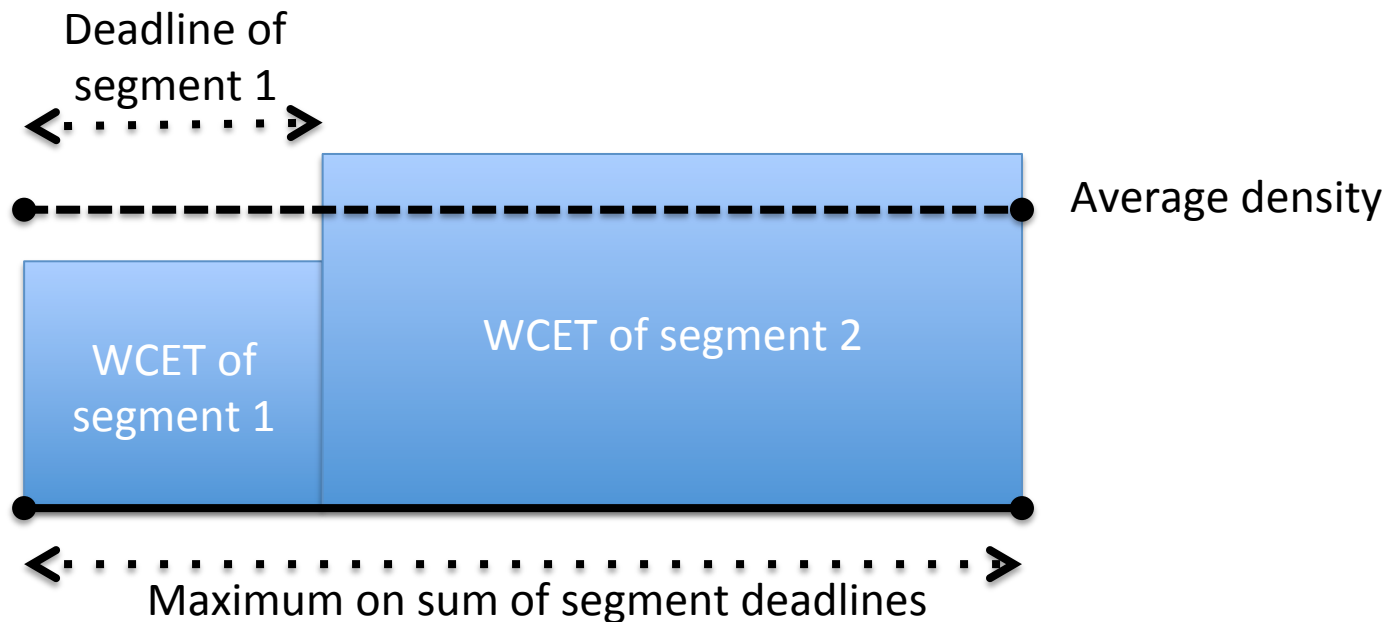 Deadline of
segment 1
Average density
WCET of
segment 1
WCET of segment 2
Maximum on sum of segment deadlines